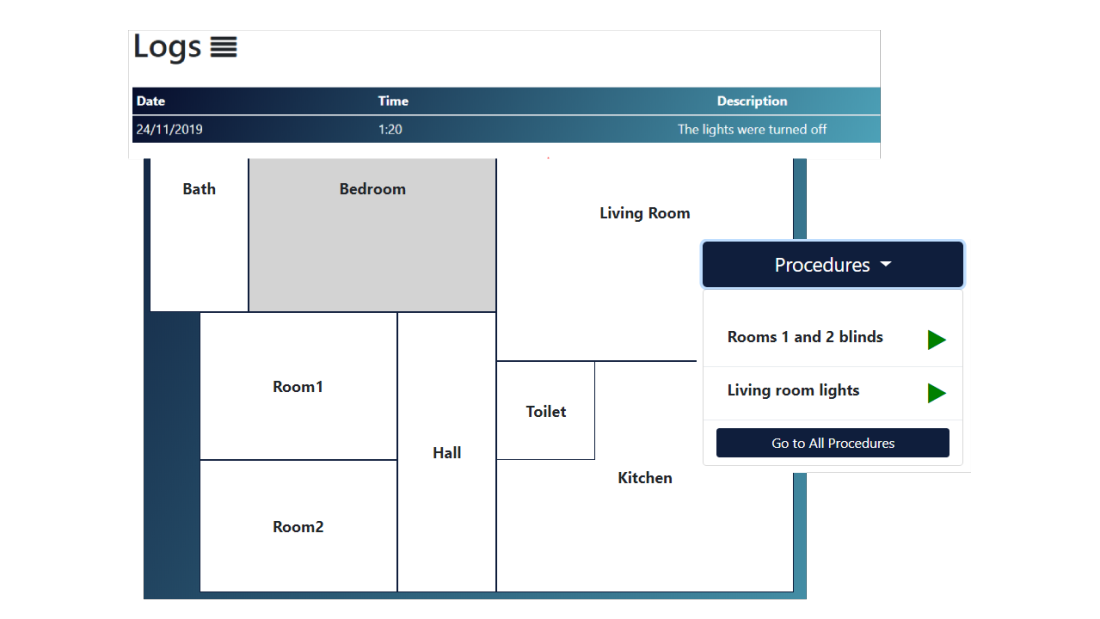 Logs
Date Time Description
24/11/2019 1:20 The lights were turned off
Bath Bedroom
Living Room
Procedures
Rooms 1 and 2 blinds
Living room lights
Go to All Procedures
Room1
Toilet
Hall
Kitchen
Room2